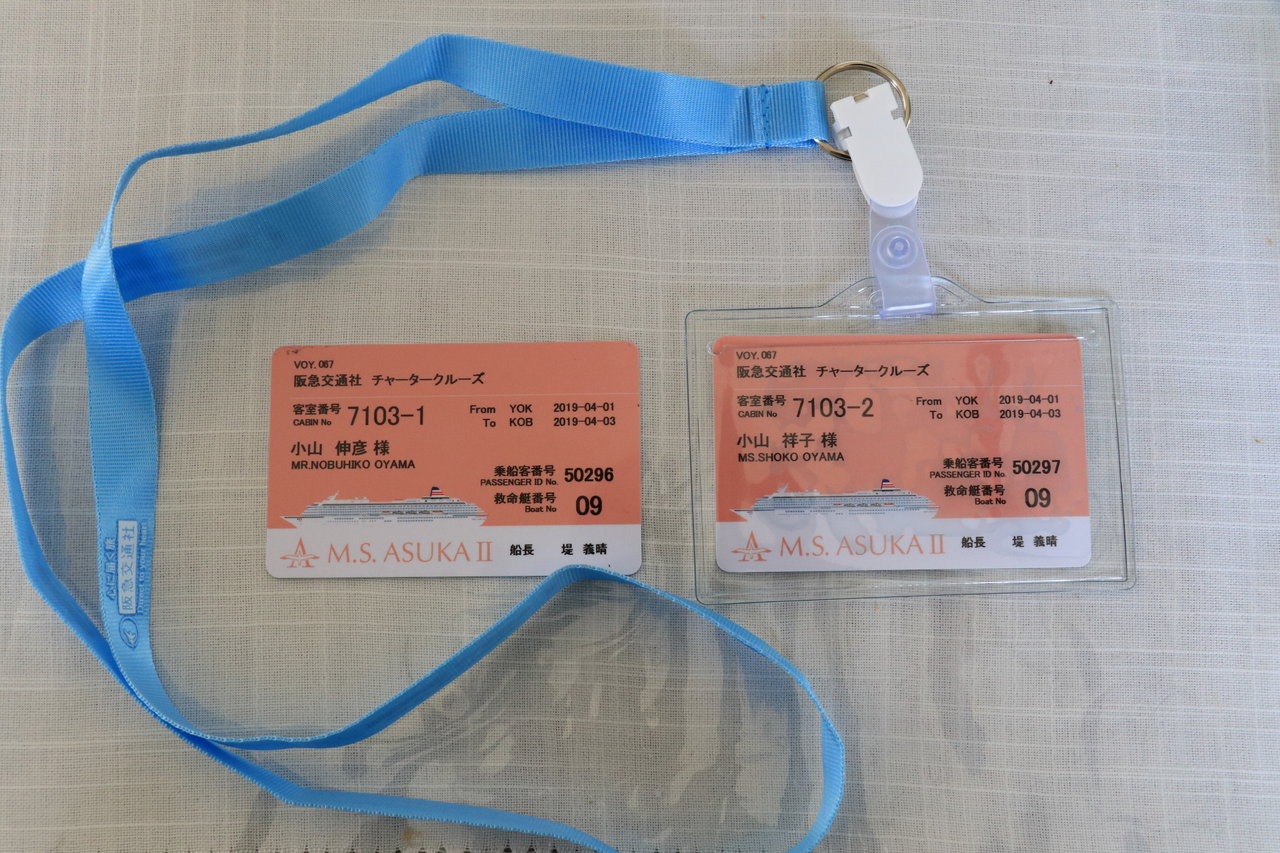 VOY. 067
阪急交通社 チャータークルーズ
客室番号
CABIN No
7103-1
From YOK 2019-04-01
To KOB 2019-04-03
小山 伸彦 様
MR.NOBUHIKO OYAMA
乗船客番号
PASSENGER ID No.
50296
救命艇番号
Boat No
09
M.S. ASUKA II
船長 堤 義晴
VOY. 067
阪急交通社 チャータークルーズ
客室番号
CABIN No
7103-2
From YOK 2019-04-01
To KOB 2019-04-03
小山 祥子 様
MS.SHOKO OYAMA
乗船客番号
PASSENGER ID No.
50297
救命艇番号
Boat No
09
M.S. ASUKA II
船長 堤 義晴
心に届く旅
阪急交通社